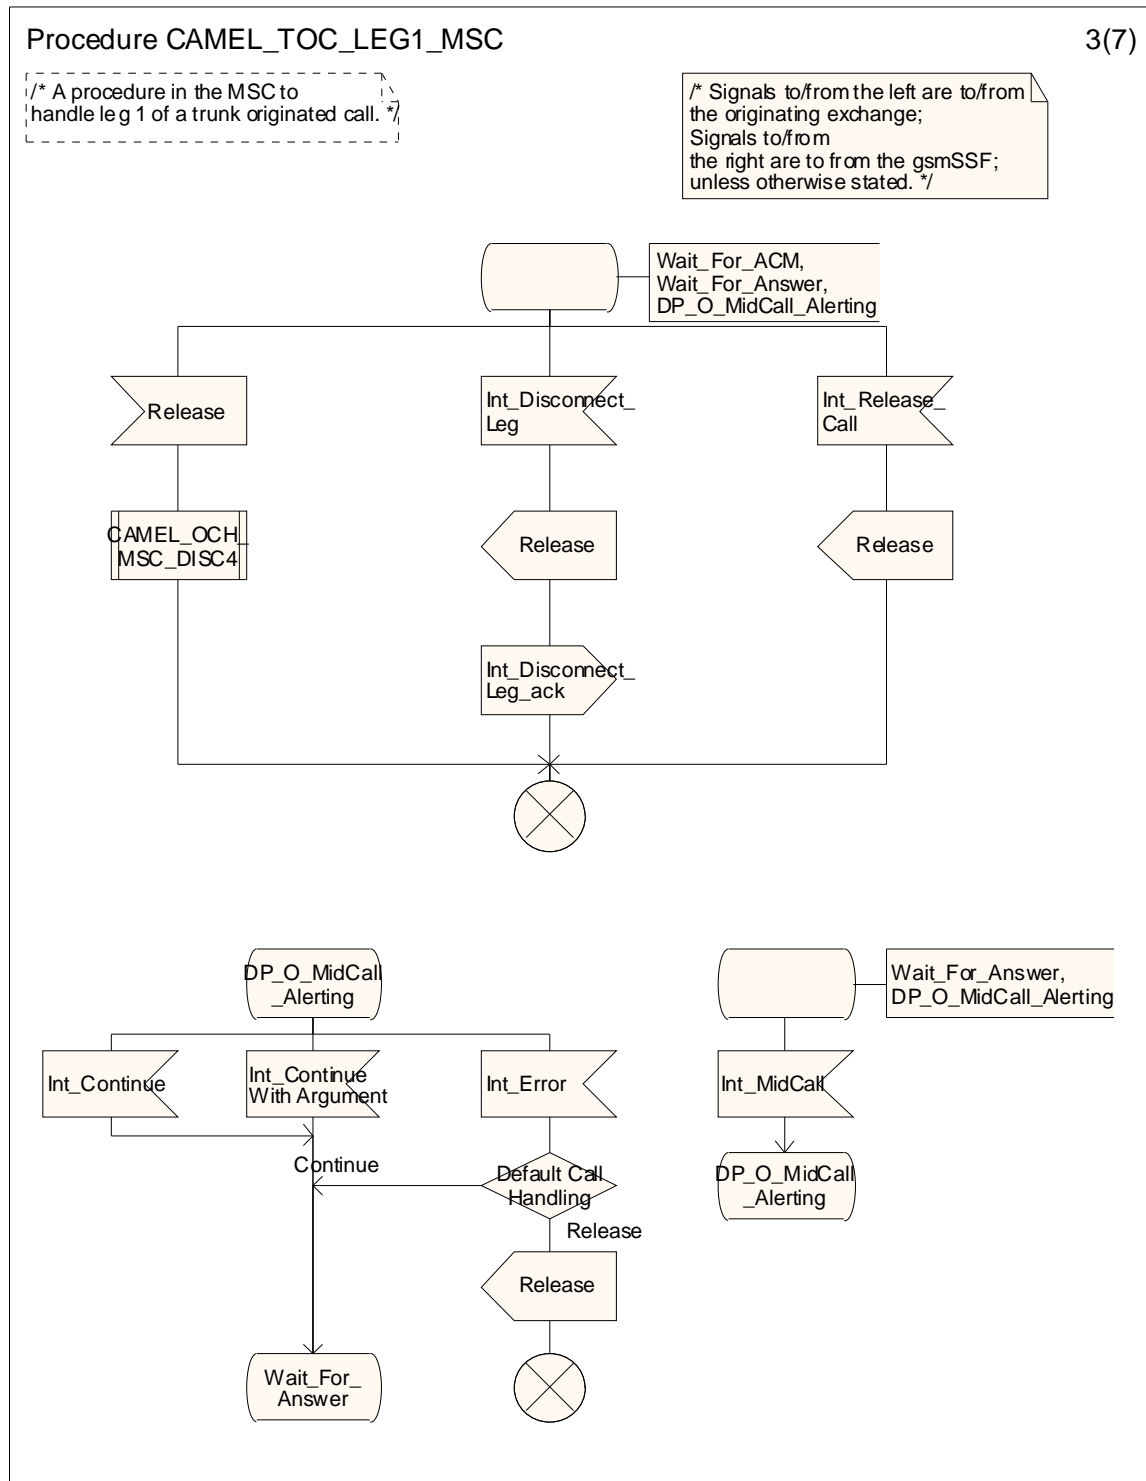 Procedure CAMEL_TOC_LEG1_MSC
3(7)
/* A procedure in the MSC to
handle leg 1 of a trunk originated call. */
/* Signals to/from the left are to/from
the originating exchange;
Signals to/from
the right are to from the gsmSSF;
unless otherwise stated. */
Wait_For_ACM,
Wait_For_Answer,
DP_O_MidCall_Alerting
Release
Int_Disconnect_
Leg
Int_Release_
Call
CAMEL_OCH_
MSC_DISC4
Release
Release
Int_Disconnect_
Leg_ack
DP_O_MidCall
_Alerting
Wait_For_Answer,
DP_O_MidCall_Alerting
Int_Continue
Int_Continue
With Argument
Int_Error
Int_MidCall
Continue
Default Call
Handling
DP_O_MidCall
_Alerting
Release
Release
Wait_For_
Answer